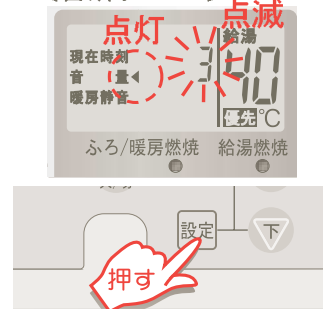 点灯
点滅
給湯
現在時刻
音 量◀ 3 40
暖房静音
優先℃
ふろ/暖房燃焼 給湯燃焼
設定
下
押す